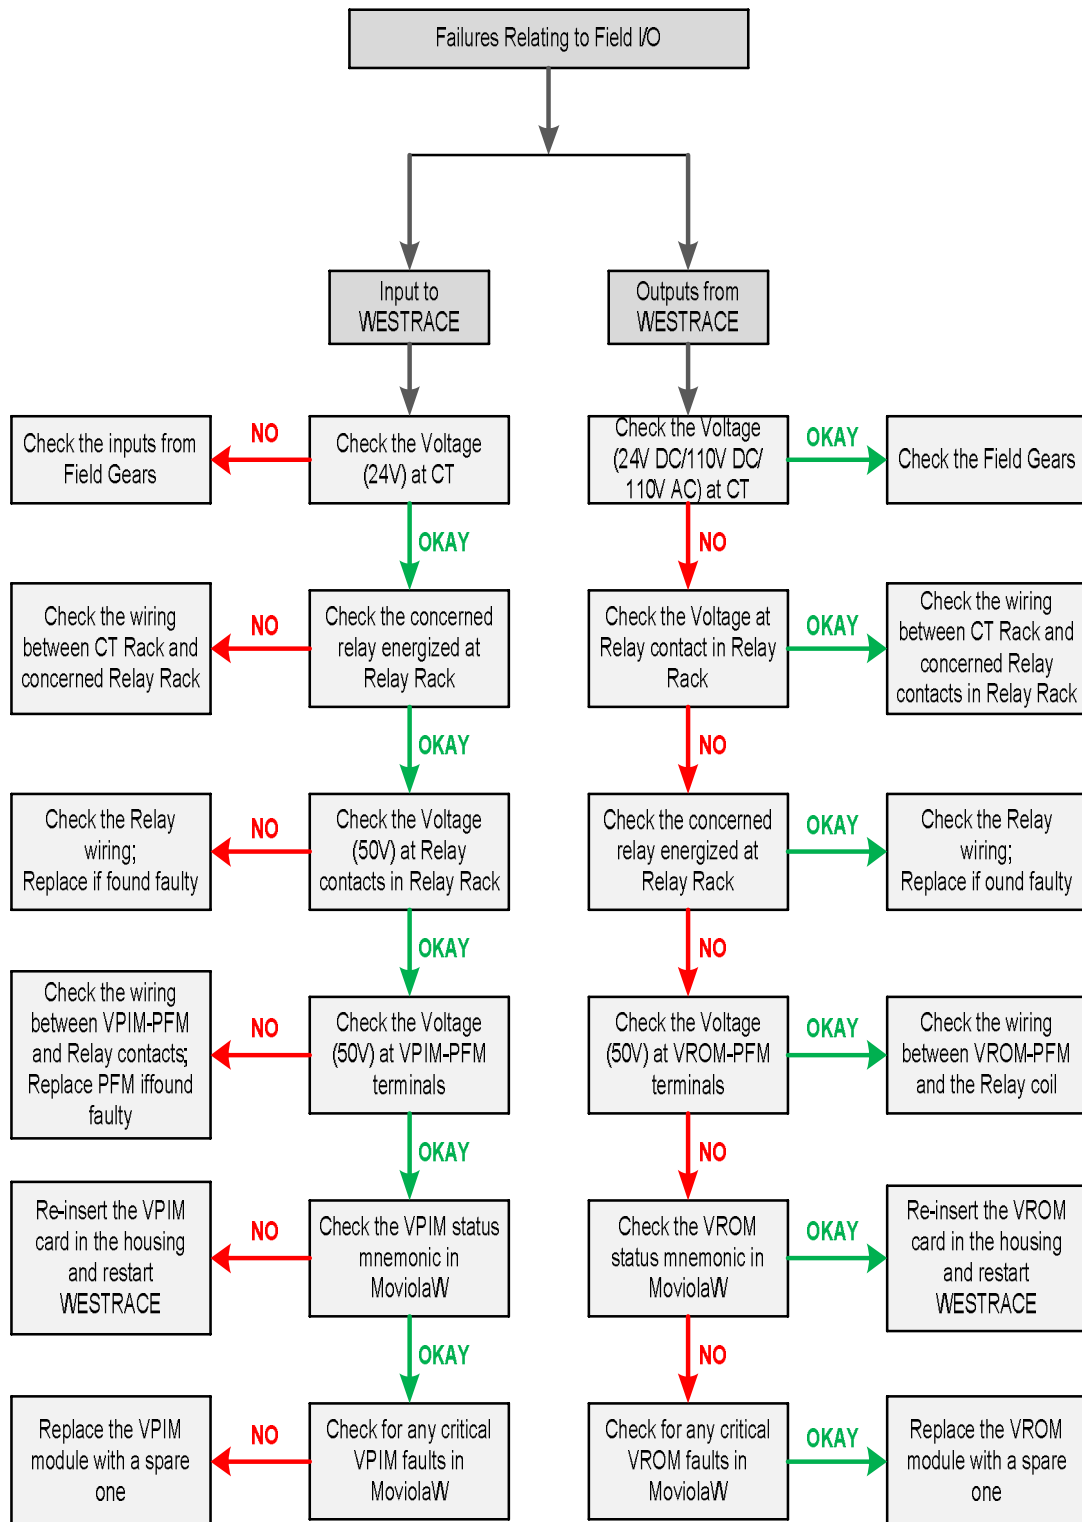 Failures Relating to Field I/O
Input to
WESTRACE
Outputs from
WESTRACE
Check the inputs from
Field Gears
NO
Check the Voltage
(24V) at CT
Check the Voltage
(24V DC/110V DC/
110V AC) at CT
OKAY
Check the Field Gears
OKAY
NO
Check the wiring
between CT Rack and
concerned Relay Rack
NO
Check the concerned
relay energized at
Relay Rack
Check the Voltage at
Relay contact in Relay
Rack
OKAY
Check the wiring
between CT Rack and
concerned Relay
contacts in Relay Rack
OKAY
NO
Check the Relay
wiring;
Replace if found faulty
NO
Check the Voltage
(50V) at Relay
contacts in Relay Rack
Check the concerned
relay energized at
Relay Rack
OKAY
Check the Relay
wiring;
Replace if ound faulty
OKAY
NO
Check the wiring
between VPIM-PFM
and Relay contacts;
Replace PFM iffound
faulty
NO
Check the Voltage
(50V) at VPIM-PFM
terminals
Check the Voltage
(50V) at VROM-PFM
terminals
OKAY
Check the wiring
between VROM-PFM
and the Relay coil
OKAY
NO
Re-insert the VPIM
card in the housing
and restart
WESTRACE
NO
Check the VPIM status
mnemonic in
MoviolaW
Check the VROM
status mnemonic in
MoviolaW
OKAY
Re-insert the VROM
card in the housing
and restart
WESTRACE
OKAY
NO
Replace the VPIM
module with a spare
one
NO
Check for any critical
VPIM faults in
MoviolaW
Check for any critical
VROM faults in
MoviolaW
OKAY
Replace the VROM
module with a spare
one